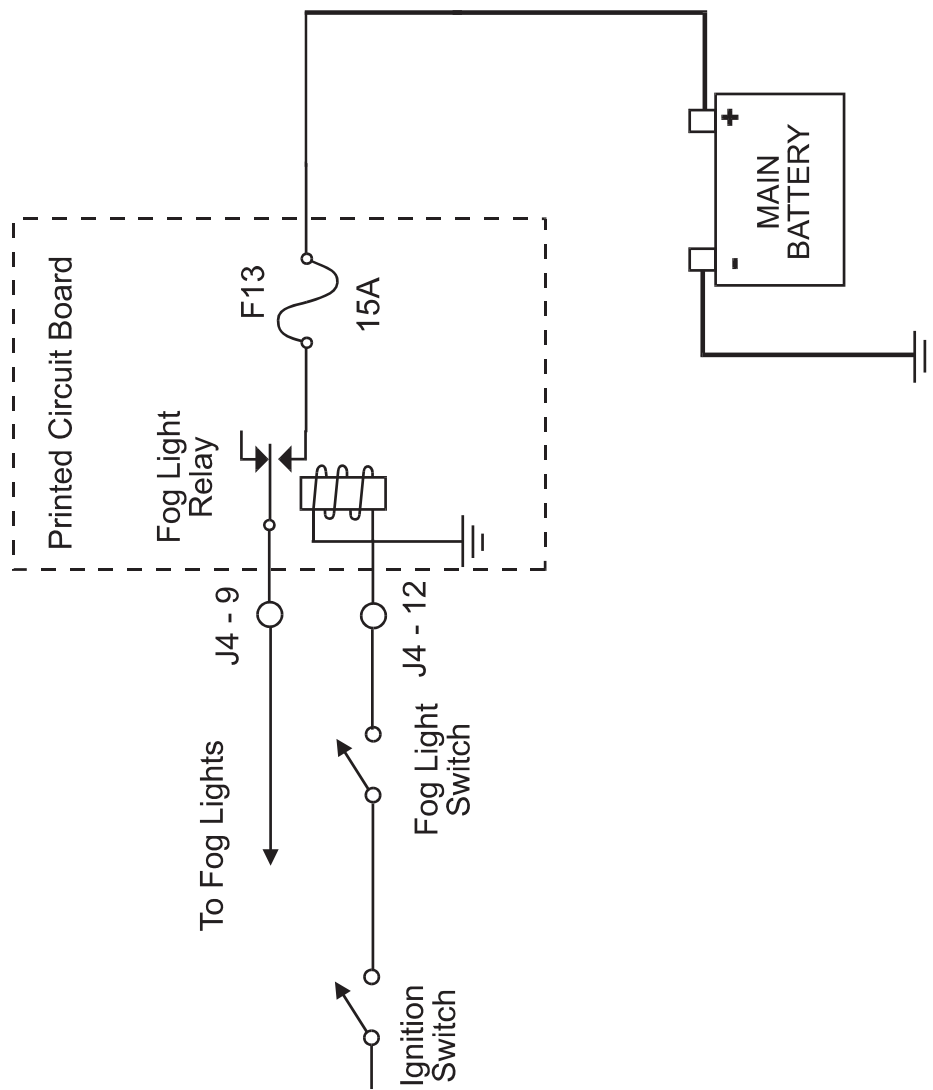 Printed Circuit Board
Fog Light
Relay
F13
15A
+
-
MAIN
BATTERY
J4 - 9
J4 - 12
To Fog Lights
Fog Light
Switch
Ignition
Switch